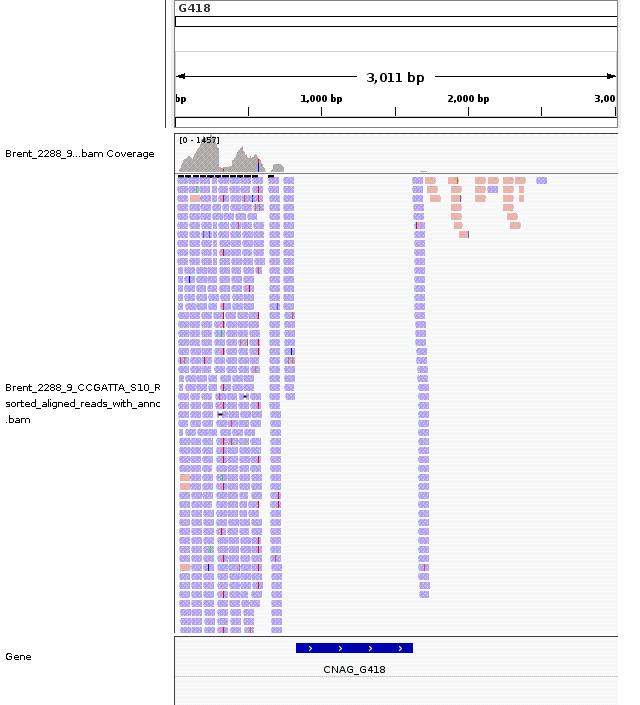 G418
3,011 bp
bp 1,000 bp 2,000 bp 3,00
[0 - 1457]
Brent_2288_9...bam Coverage
Brent_2288_9_CCGATTA_S10_R
sorted_aligned_reads_with_annc
.bam
Gene
CNAG_G418